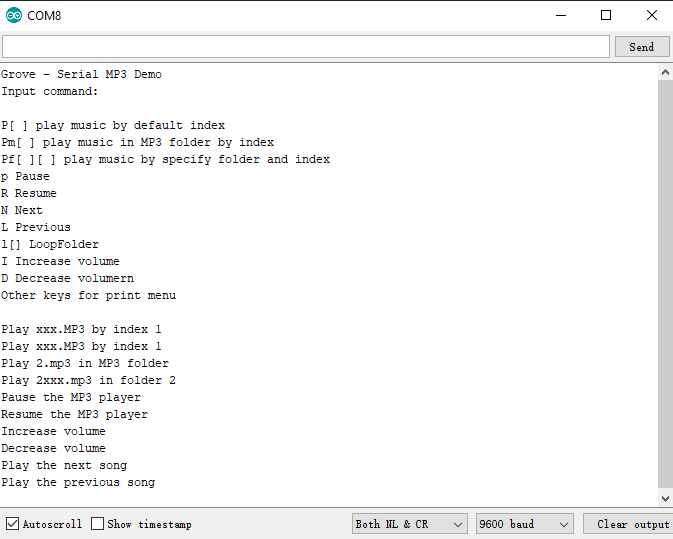 COM8
Send
Grove - Serial MP3 Demo
Input command:
P[ ] play music by default index
Pm[ ] play music in MP3 folder by index
Pf[ ][ ] play music by specify folder and index
p Pause
R Resume
N Next
L Previous
l[] LoopFolder
I Increase volume
D Decrease volumern
Other keys for print menu
Play xxx.MP3 by index 1
Play xxx.MP3 by index 1
Play 2.mp3 in MP3 folder
Play 2xxx.mp3 in folder 2
Pause the MP3 player
Resume the MP3 player
Increase volume
Decrease volume
Play the next song
Play the previous song
Autoscroll Show timestamp Both NL & CR 9600 baud Clear output